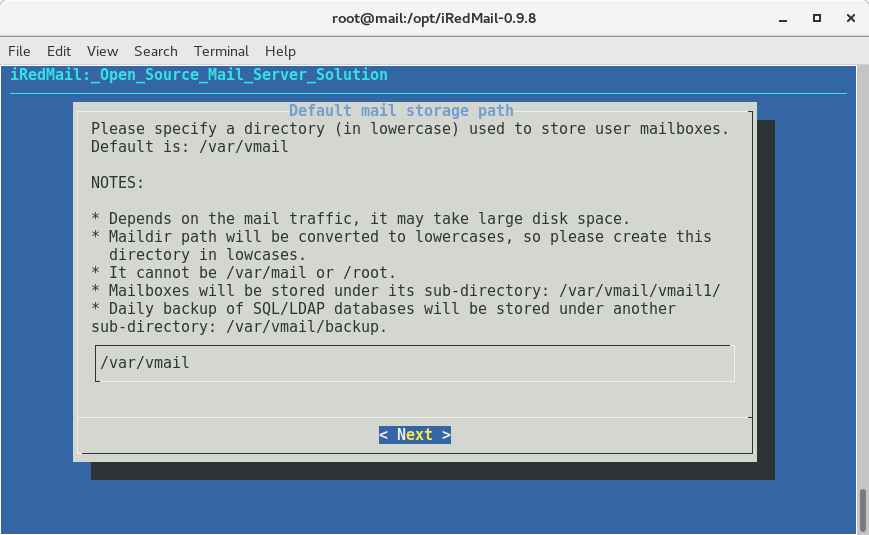 root@mail:/opt/iRedMail-0.9.8
File Edit View Search Terminal Help
iRedMail:_Open_Source_Mail_Server_Solution
Default mail storage path
Please specify a directory (in lowercase) used to store user mailboxes.
Default is: /var/vmail
NOTES:
* Depends on the mail traffic, it may take large disk space.
* Maildir path will be converted to lowercases, so please create this
directory in lowcases.
* It cannot be /var/mail or /root.
* Mailboxes will be stored under its sub-directory: /var/vmail/vmail1/
* Daily backup of SQL/LDAP databases will be stored under another
sub-directory: /var/vmail/backup.
/var/vmail
< Next >